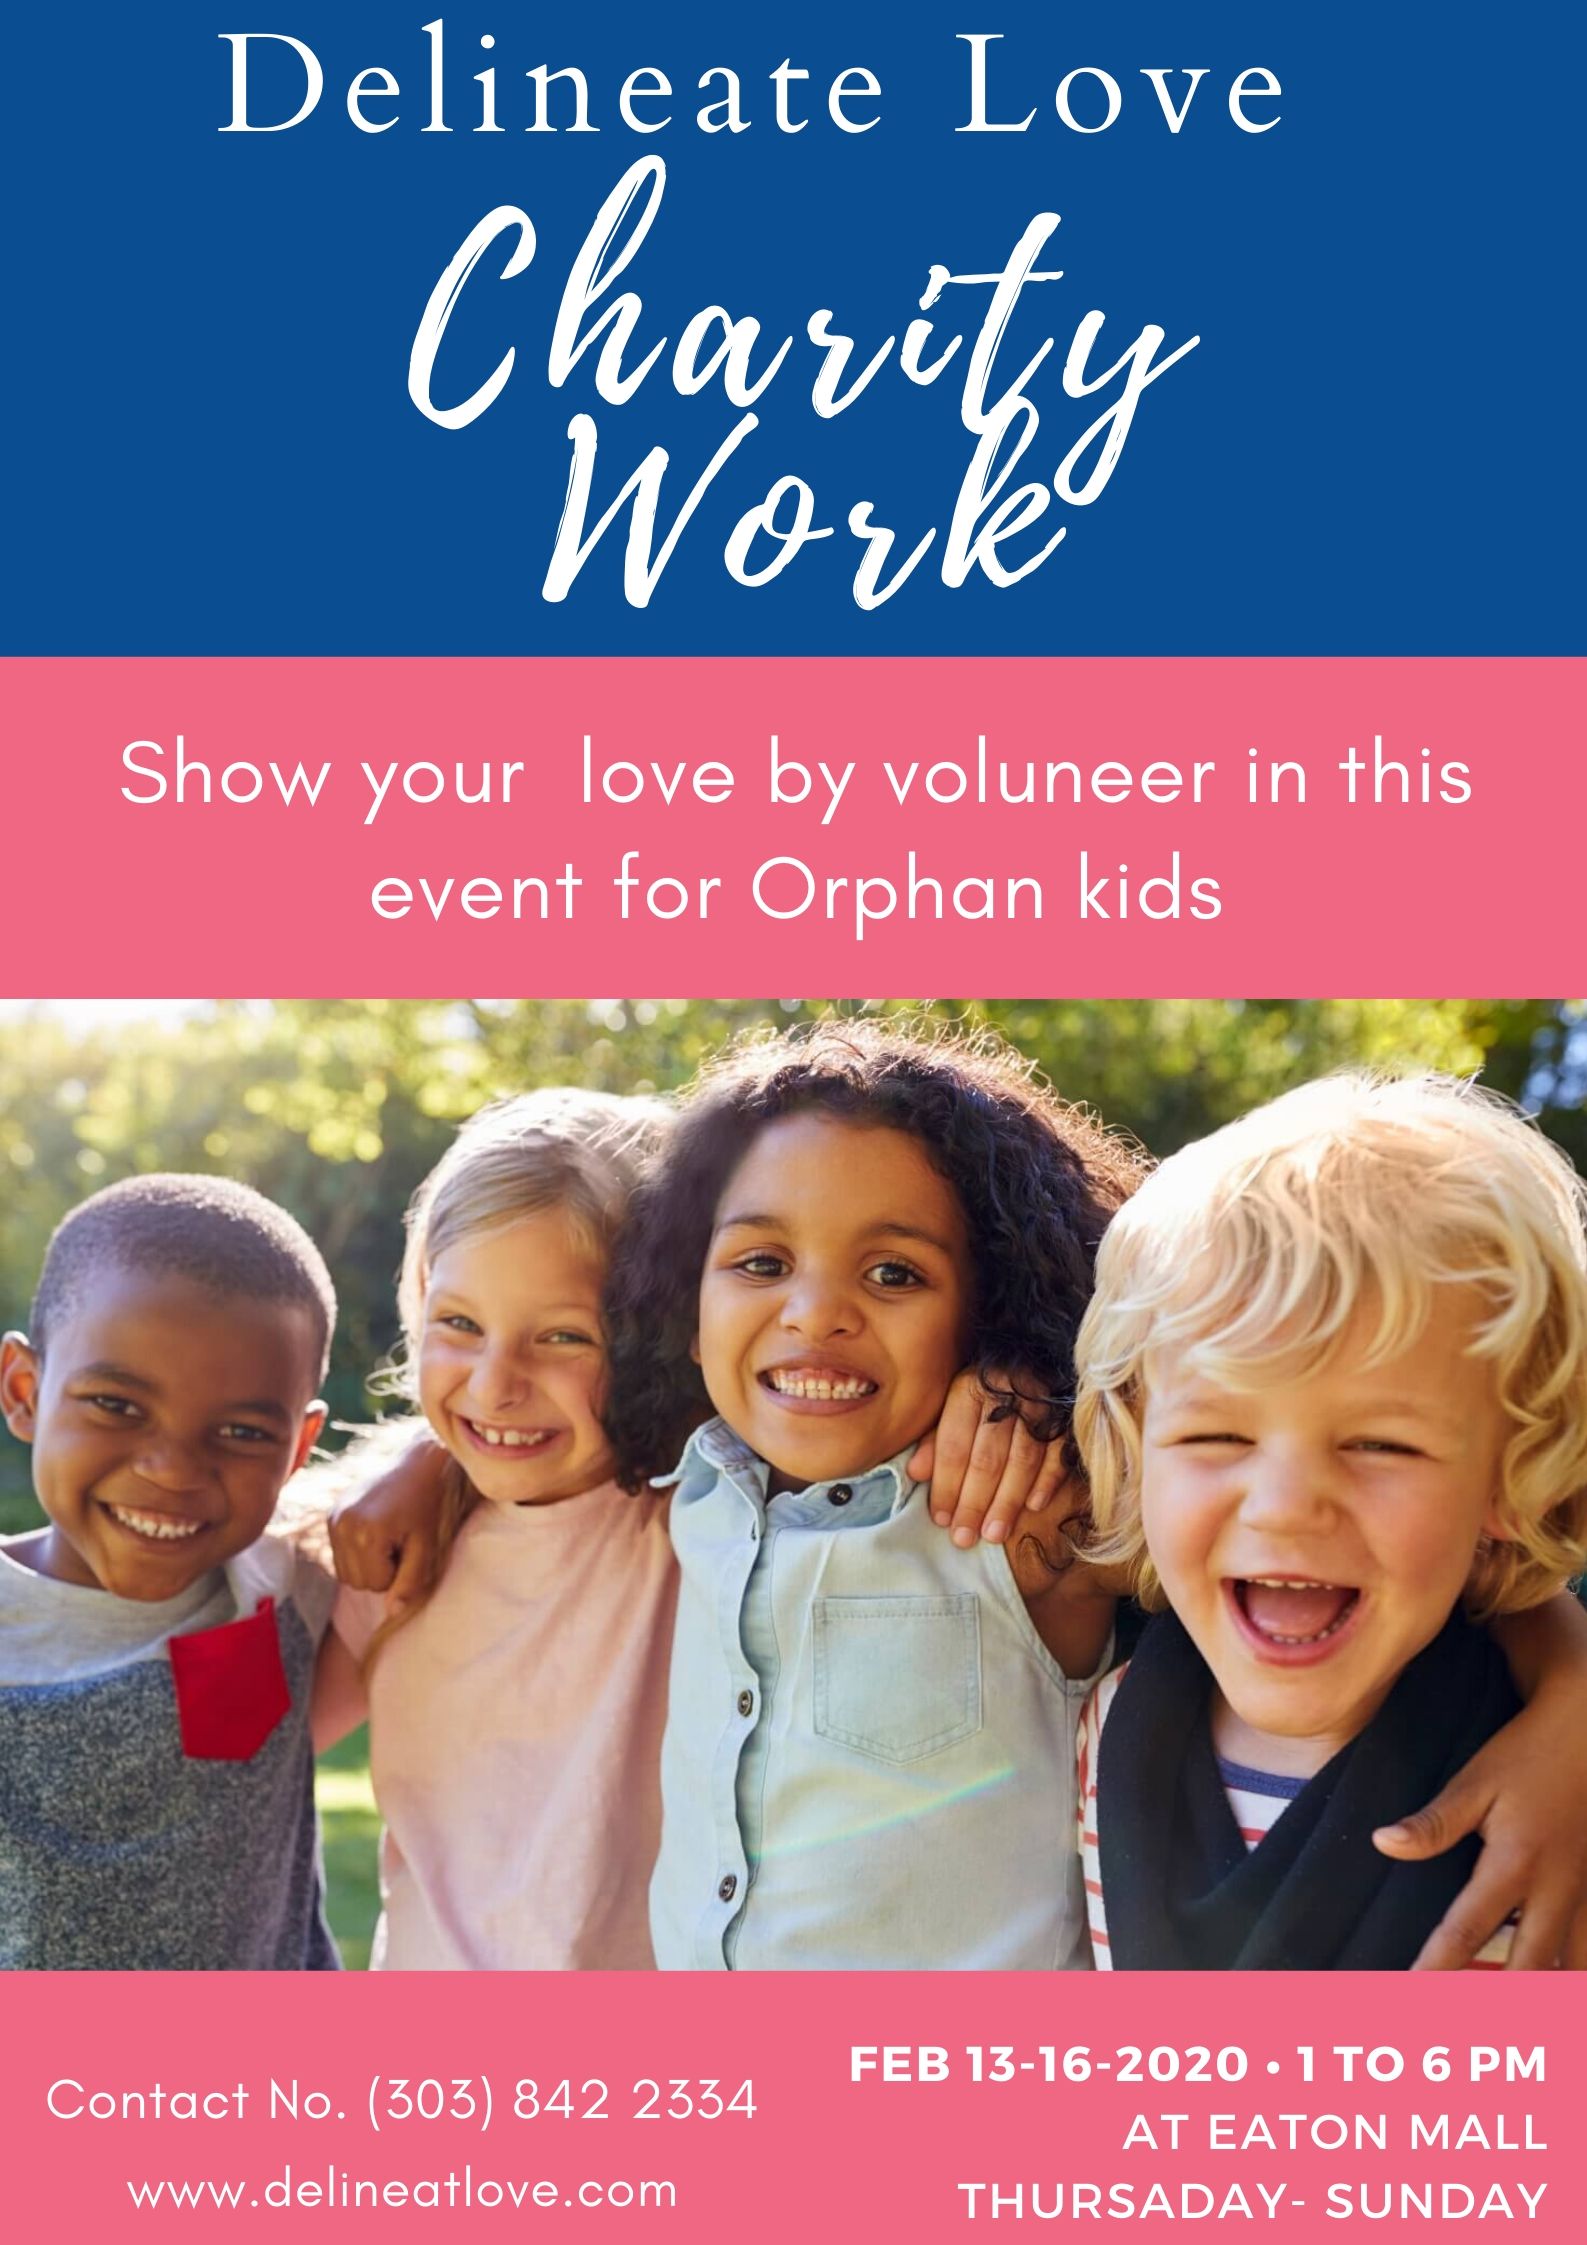 Delineate Love
Charity
Work
Show your love by voluneer in this
event for Orphan kids
Contact No. (303) 842 2334
www.delineatlove.com
FEB 13-16-2020 • 1 TO 6 PM
AT EATON MALL
THURSADAY- SUNDAY